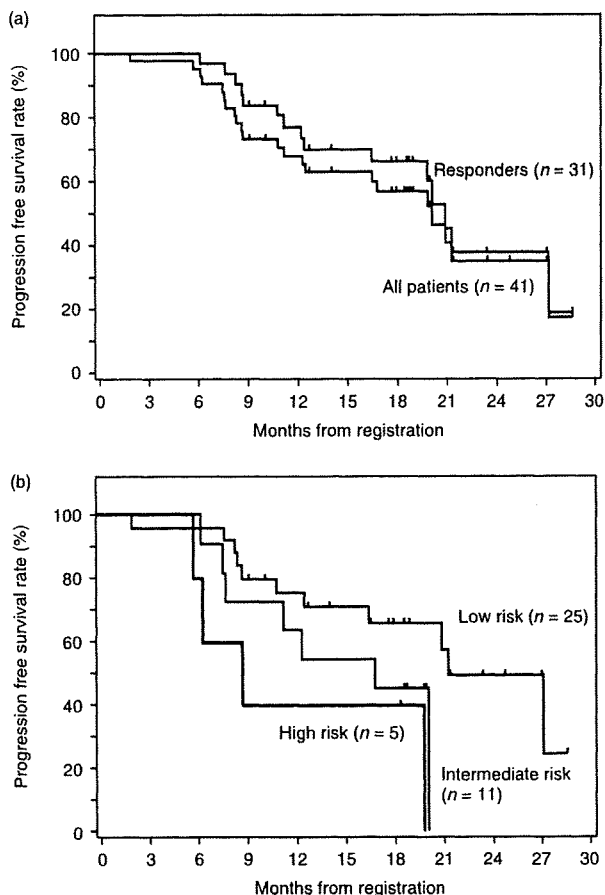 (a)
Progression free survival rate (%)
100
80
60
40
20
0
Responders (n = 31)
All patients (n = 41)
0 3 6 9 12 15 18 21 24 27 30
Months from registration
(b)
Progression free survival rate (%)
100
80
60
40
20
0
Low risk (n = 25)
High risk (n = 5)
Intermediate risk
(n = 11)
0 3 6 9 12 15 18 21 24 27 30
Months from registration